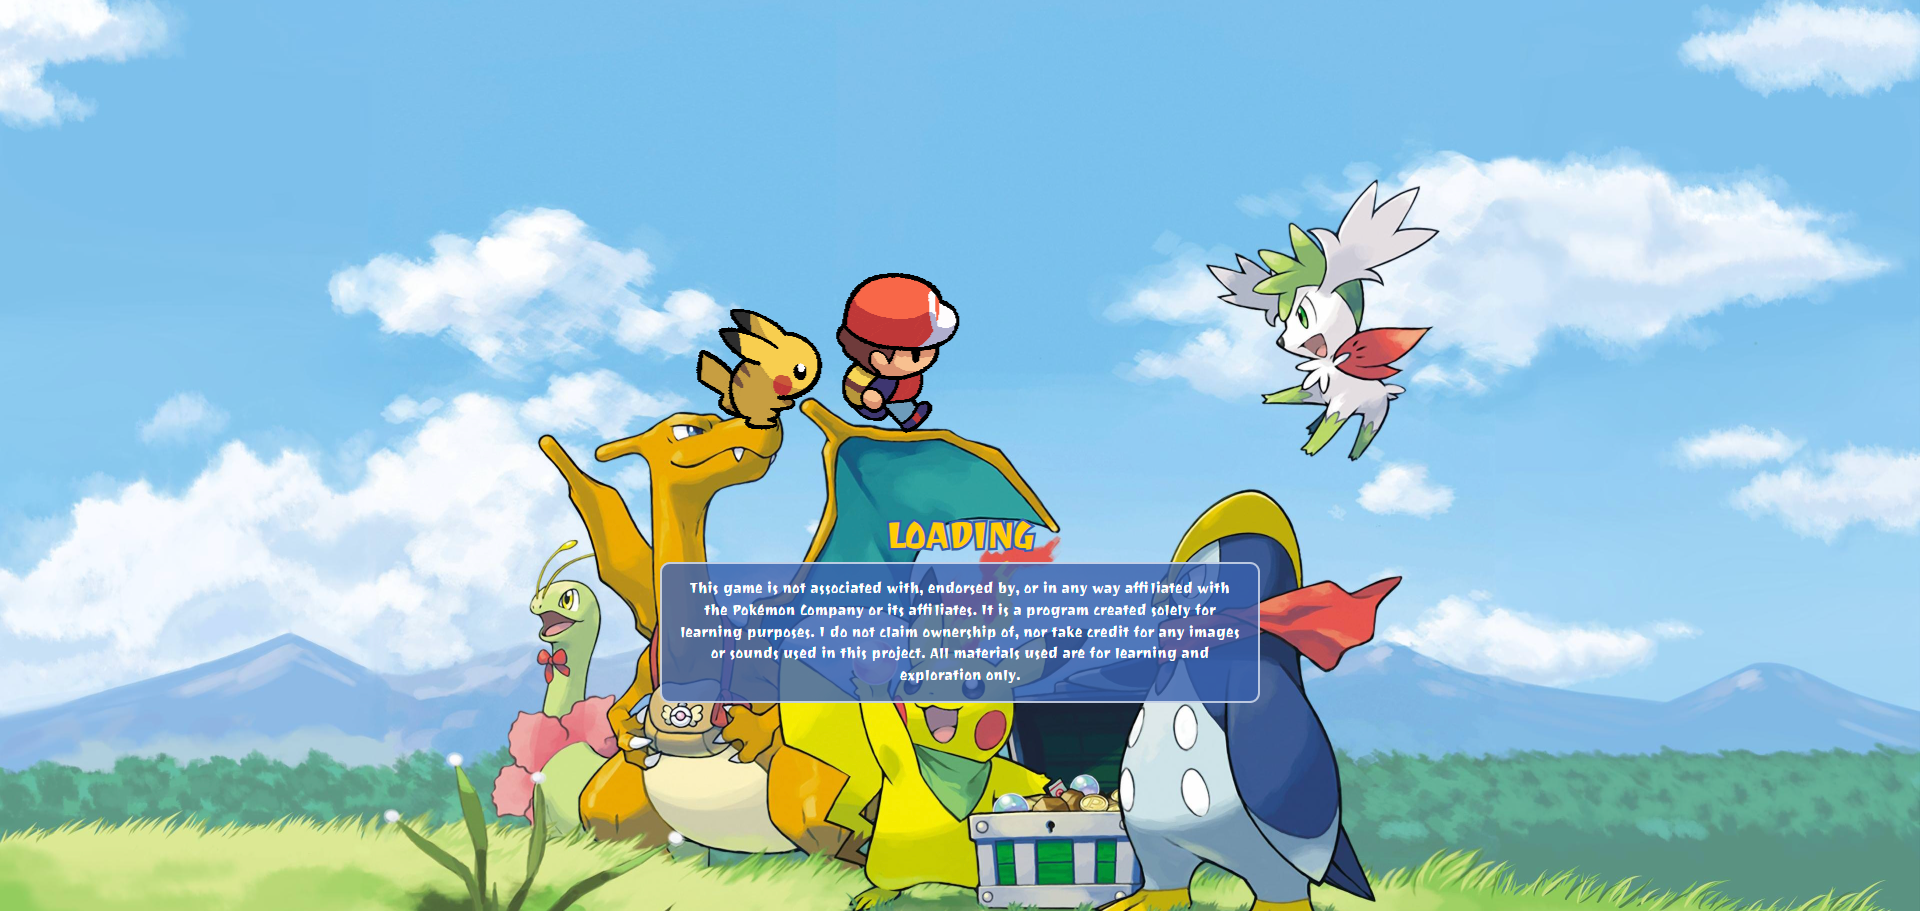 LOADING
This game is not associated with, endorsed by, or in any way affiliated with
the Pokémon Company or its affiliates. It is a program created solely for
learning purposes. I do not claim ownership of, nor take credit for any images
or sounds used in this project. All materials used are for learning and
exploration only.